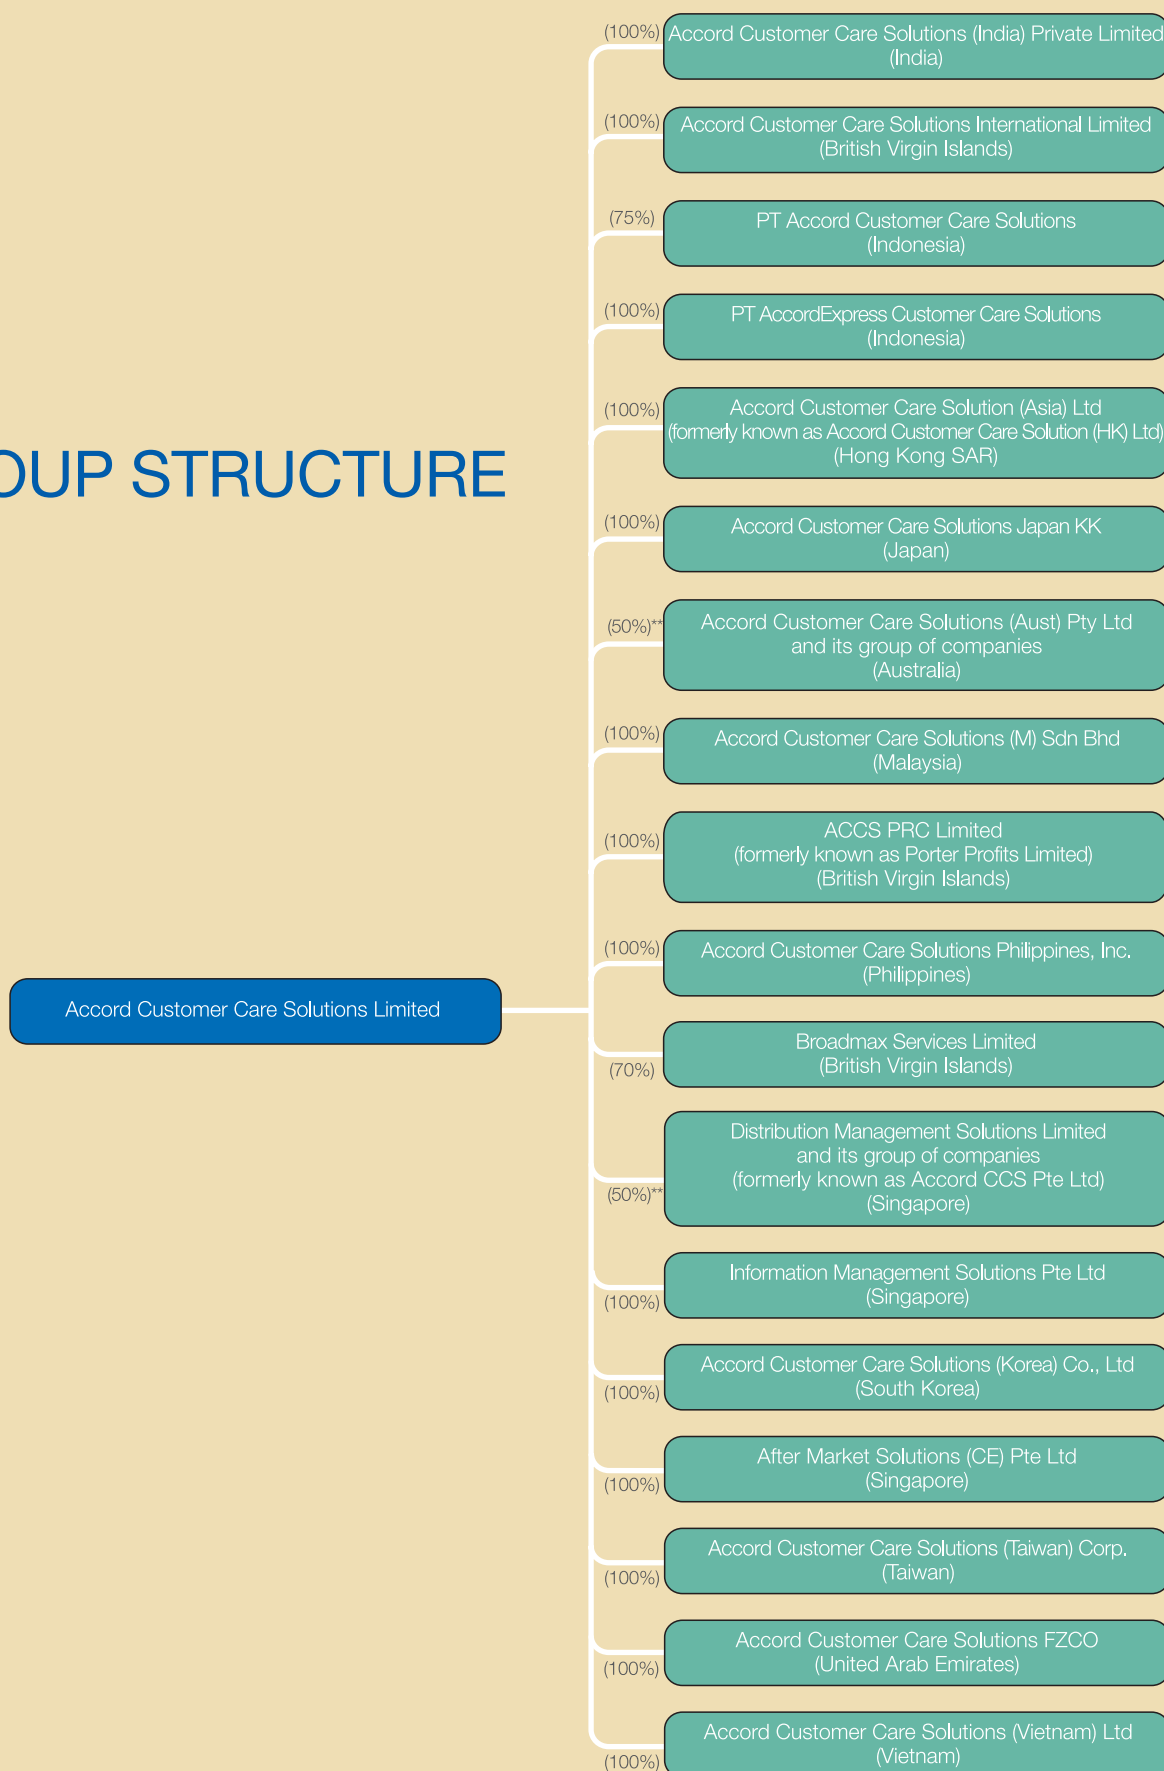 (100%)
Accord Customer Care Solutions (India) Private Limited
(India)
(100%)
Accord Customer Care Solutions International Limited
(British Virgin Islands)
(75%)
PT Accord Customer Care Solutions
(Indonesia)
(100%)
PT AccordExpress Customer Care Solutions
(Indonesia)
(100%)
Accord Customer Care Solution (Asia) Ltd
(formerly known as Accord Customer Care Solution (HK) Ltd)
(Hong Kong SAR)
OUP STRUCTURE
(100%)
Accord Customer Care Solutions Japan KK
(Japan)
(50%)**
Accord Customer Care Solutions (Aust) Pty Ltd
and its group of companies
(Australia)
(100%)
Accord Customer Care Solutions (M) Sdn Bhd
(Malaysia)
(100%)
ACCS PRC Limited
(formerly known as Porter Profits Limited)
(British Virgin Islands)
(100%)
Accord Customer Care Solutions Philippines, Inc.
(Philippines)
Accord Customer Care Solutions Limited
Broadmax Services Limited
(British Virgin Islands)
(70%)
Distribution Management Solutions Limited
and its group of companies
(formerly known as Accord CCS Pte Ltd)
(Singapore)
(50%)**
Information Management Solutions Pte Ltd
(Singapore)
(100%)
Accord Customer Care Solutions (Korea) Co., Ltd
(South Korea)
(100%)
After Market Solutions (CE) Pte Ltd
(Singapore)
(100%)
Accord Customer Care Solutions (Taiwan) Corp.
(Taiwan)
(100%)
Accord Customer Care Solutions FZCO
(United Arab Emirates)
(100%)
Accord Customer Care Solutions (Vietnam) Ltd
(Vietnam)
(100%)